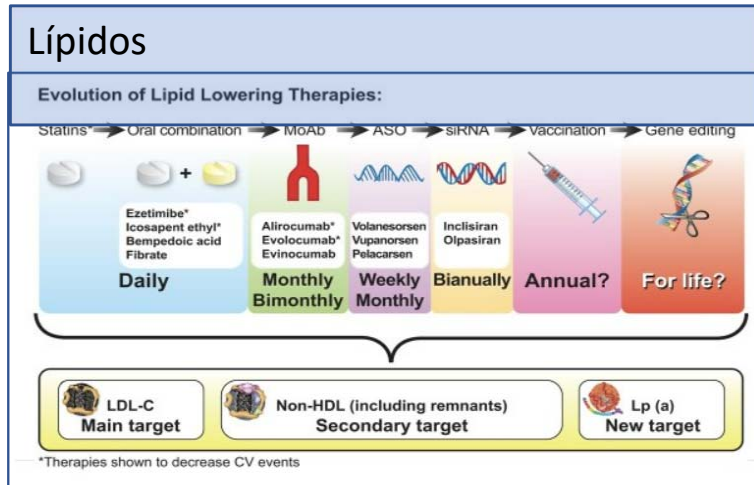 Lípidos
Evolution of Lipid Lowering Therapies:
Statins* Oral combination MoAb ASO siRNA Vaccination Gene editing
+
Ezetimibe*
Icosapent ethyl*
Bempedoic acid
Fibrate
Daily
Alirocumab*
Evolocumab*
Evinocumab
Monthly
Bimonthly
Volanesorsen
Vupanorsen
Pelacarsen
Weekly
Monthly
Inclisiran
Olpasiran
Bianually
Annual?
For life?
LDL-C
Main target
Non-HDL (including remnants)
Secondary target
Lp (a)
New target
*Therapies shown to decrease CV events